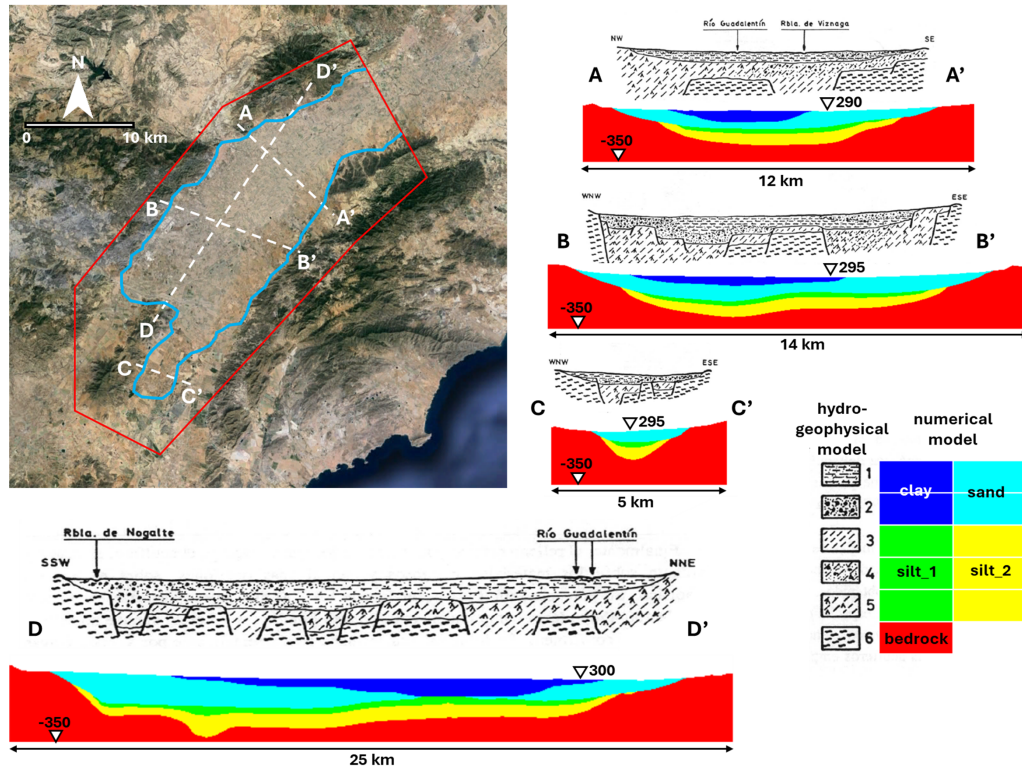 N
0
10 km
D'
A
B
A'
B'
D
C
C'
Río Guadalentín
Rbla. de Viznaga
NW
SE
A
A'
290
-350
12 km
WNW
ESE
B
B'
295
-350
14 km
WNW
ESE
C
C'
295
-350
5 km
hydro-
geophysical
model
numerical
model
1
2
3
4
5
6
clay
sand
silt_1
silt_2
bedrock
Rbla. de Nogalte
Río Guadalentín
SSW
NNE
D
D'
300
-350
25 km